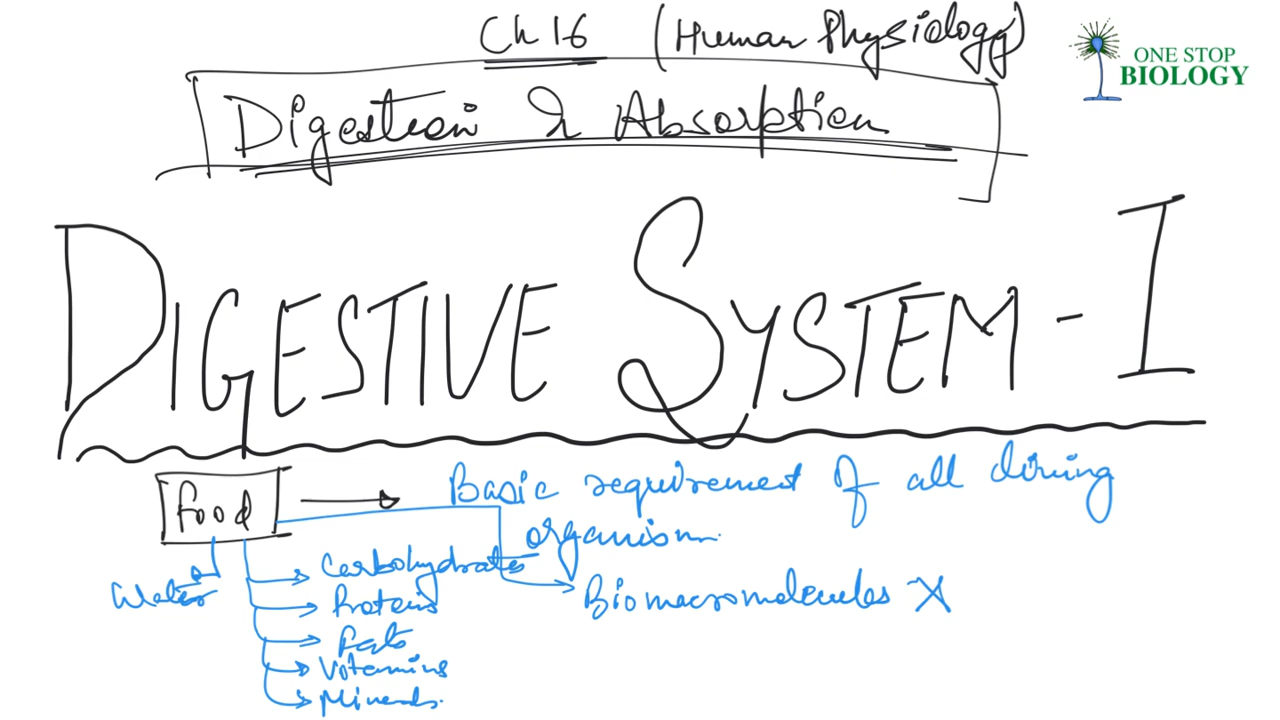 Ch 16 (Human Physiology)
ONE STOP
BIOLOGY
Digestion & Absorption
DIGESTIVE SYSTEM - I
food → Basic requirement of all living
organism.
Water
Carbohydrates
Proteins
Fats
Vitamins
Minerals.
Biomacromolecules X